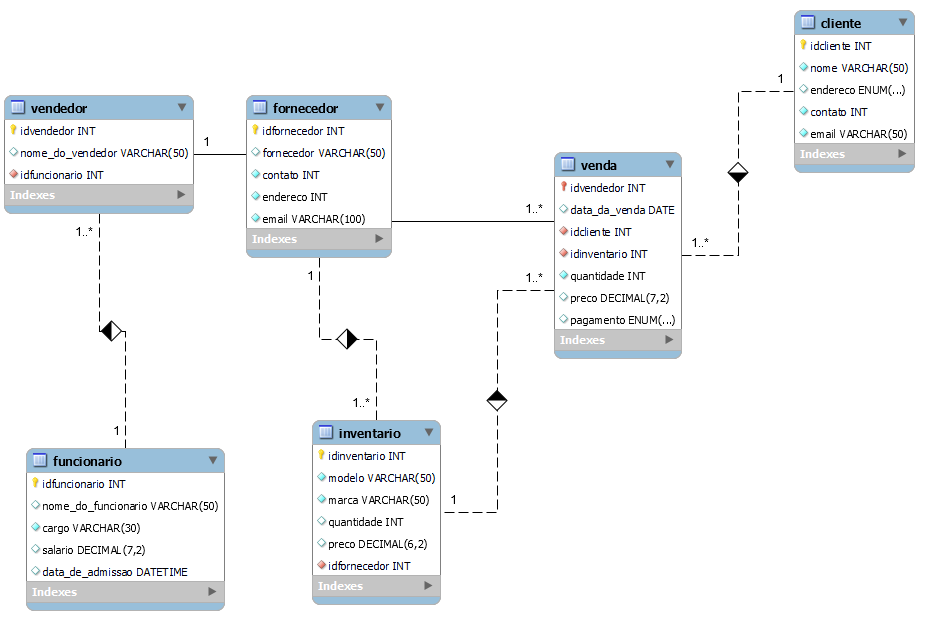 vendedor
idvendedor INT
nome_do_vendedor VARCHAR(50)
idfuncionario INT
Indexes
1
1..*
fornecedor
idfornecedor INT
fornecedor VARCHAR(50)
contato INT
endereco INT
email VARCHAR(100)
Indexes
1
1..*
venda
idvendedor INT
data_da_venda DATE
idcliente INT
idinventario INT
quantidade INT
preco DECIMAL(7,2)
pagamento ENUM(...)
Indexes
1..*
1..*
cliente
idcliente INT
nome VARCHAR(50)
endereco ENUM(...)
contato INT
email VARCHAR(50)
Indexes
1
1
funcionario
idfuncionario INT
nome_do_funcionario VARCHAR(50)
cargo VARCHAR(30)
salario DECIMAL(7,2)
data_de_admissao DATETIME
Indexes
1..*
inventario
idinventario INT
modelo VARCHAR(50)
marca VARCHAR(50)
quantidade INT
preco DECIMAL(6,2)
idfornecedor INT
Indexes
1